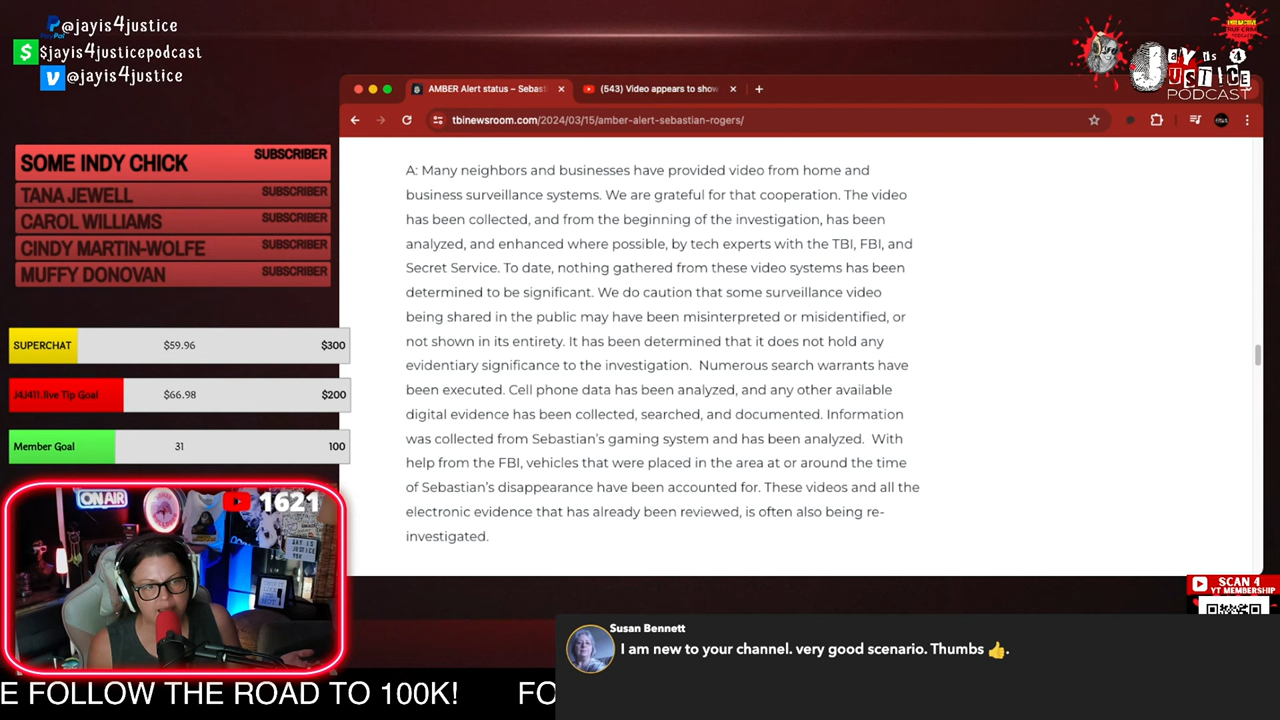 @jayis4justice
$jayis4justicepodcast
@jayis4justice
JAY IS 4
JUSTICE
PODCAST
AMBER Alert status – Sebast
(543) Video appears to show
tbinewsroom.com/2024/03/15/amber-alert-sebastian-rogers/
SOME INDY CHICK SUBSCRIBER
TANA JEWELL SUBSCRIBER
CAROL WILLIAMS SUBSCRIBER
CINDY MARTIN-WOLFE SUBSCRIBER
MUFFY DONOVAN SUBSCRIBER
SUPERCHAT $59.96 $300
J4J411.live Tip Goal $66.98 $200
Member Goal 31 100
A: Many neighbors and businesses have provided video from home and
business surveillance systems. We are grateful for that cooperation. The video
has been collected, and from the beginning of the investigation, has been
analyzed, and enhanced where possible, by tech experts with the TBI, FBI, and
Secret Service. To date, nothing gathered from these video systems has been
determined to be significant. We do caution that some surveillance video
being shared in the public may have been misinterpreted or misidentified, or
not shown in its entirety. It has been determined that it does not hold any
evidentiary significance to the investigation.  Numerous search warrants have
been executed. Cell phone data has been analyzed, and any other available
digital evidence has been collected, searched, and documented. Information
was collected from Sebastian's gaming system and has been analyzed.  With
help from the FBI, vehicles that were placed in the area at or around the time
of Sebastian's disappearance have been accounted for. These videos and all the
electronic evidence that has already been reviewed, is often also being re-
investigated.
ON AIR
1621
SCAN 4
YT MEMBERSHIP
Susan Bennett
I am new to your channel. very good scenario. Thumbs 👍.
E FOLLOW THE ROAD TO 100K! FO